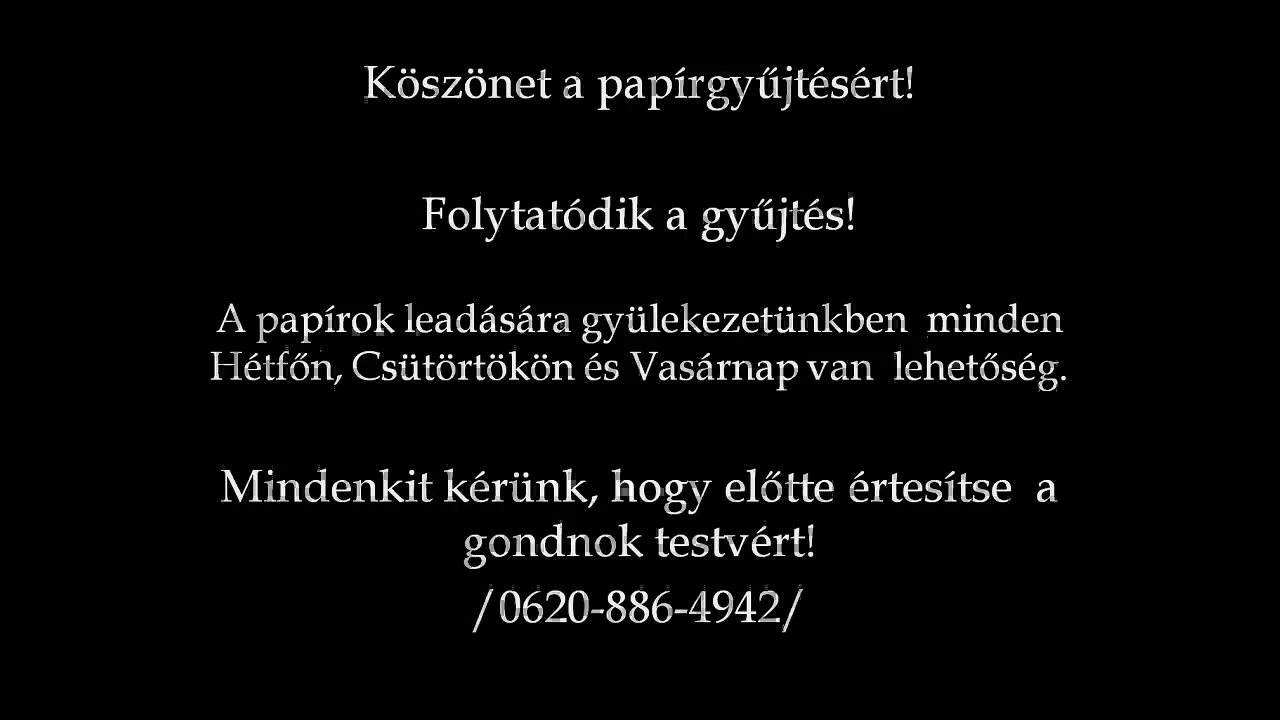 Köszönet a papírgyűjtésért!
Folytatódik a gyűjtés!
A papírok leadására gyülekezetünkben minden
Hétfőn, Csütörtökön és Vasárnap van lehetőség.
Mindenkit kérünk, hogy előtte értesítse a
gondnok testvért!
/0620-886-4942/